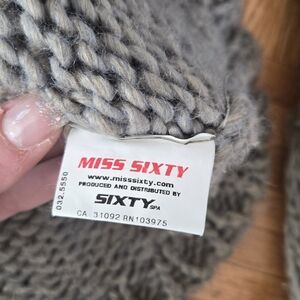 MISS SIXTY
www.misssixty.com
PRODUCED AND DISTRIBUTED BY
SIXTY SPA
CA 31092 RN103975
032.5550